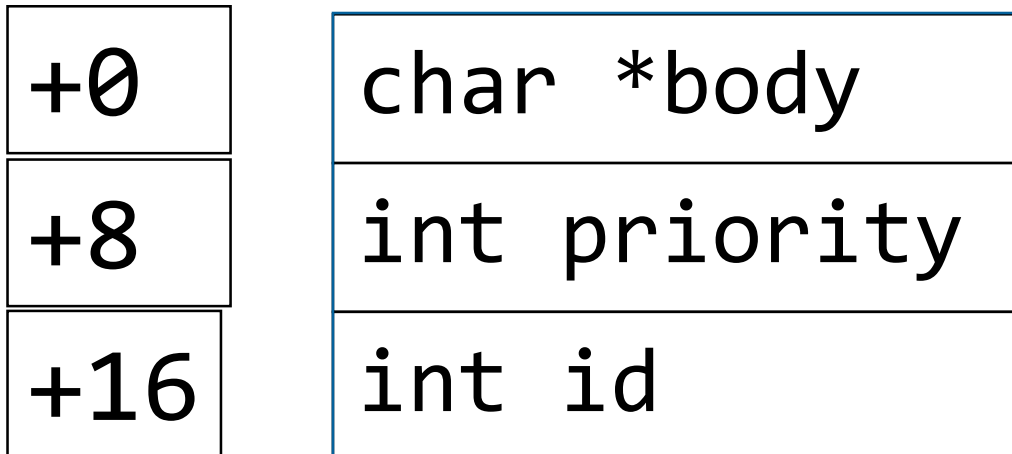 +0 char *body
+8 int priority
+16 int id